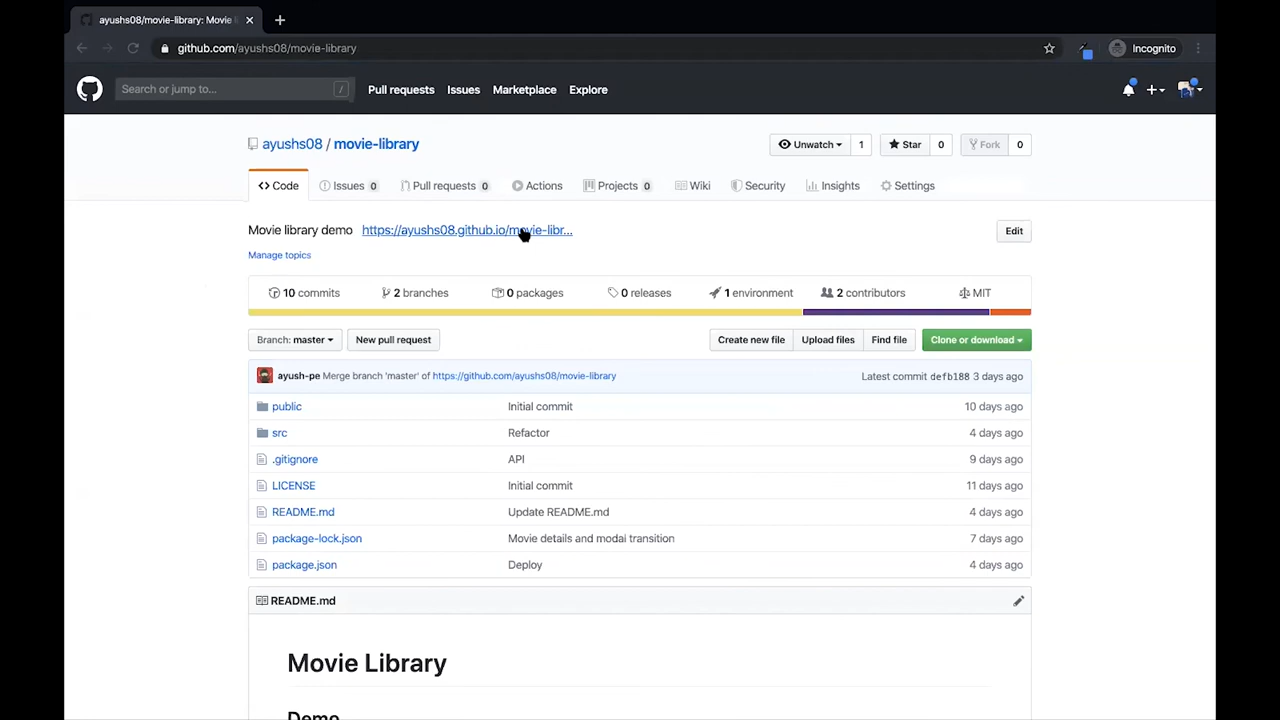 ayushs08/movie-library: Movie li
github.com/ayushs08/movie-library
Incognito
Search or jump to...
/
Pull requests
Issues
Marketplace
Explore
ayushs08 / movie-library
Unwatch 1
Star 0
Fork 0
Code
Issues 0
Pull requests 0
Actions
Projects 0
Wiki
Security
Insights
Settings
Movie library demo https://ayushs08.github.io/movie-libr...
Edit
Manage topics
10 commits
2 branches
0 packages
0 releases
1 environment
2 contributors
MIT
Branch: master
New pull request
Create new file
Upload files
Find file
Clone or download
ayush-pe Merge branch 'master' of https://github.com/ayushs08/movie-library
Latest commit defb188 3 days ago
public Initial commit 10 days ago
src Refactor 4 days ago
.gitignore API 9 days ago
LICENSE Initial commit 11 days ago
README.md Update README.md 4 days ago
package-lock.json Movie details and modal transition 7 days ago
package.json Deploy 4 days ago
README.md
Movie Library
Demo